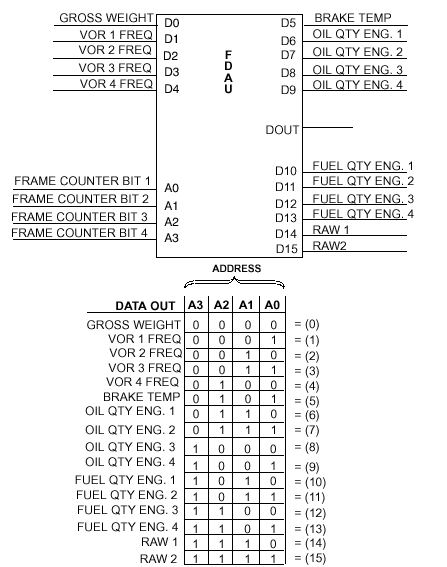 GROSS WEIGHT D0 D5 BRAKE TEMP
VOR 1 FREQ D1 D6 OIL QTY ENG. 1
VOR 2 FREQ D2 D7 OIL QTY ENG. 2
VOR 3 FREQ D3 D8 OIL QTY ENG. 3
VOR 4 FREQ D4 D9 OIL QTY ENG. 4
FDAU
DOUT
D10 FUEL QTY ENG. 1
FRAME COUNTER BIT 1 A0 D11 FUEL QTY ENG. 2
FRAME COUNTER BIT 2 A1 D12 FUEL QTY ENG. 3
FRAME COUNTER BIT 3 A2 D13 FUEL QTY ENG. 4
FRAME COUNTER BIT 4 A3 D14 RAW 1
D15 RAW2
ADDRESS
DATA OUT A3 A2 A1 A0
GROSS WEIGHT 0 0 0 0 = (0)
VOR 1 FREQ 0 0 0 1 = (1)
VOR 2 FREQ 0 0 1 0 = (2)
VOR 3 FREQ 0 0 1 1 = (3)
VOR 4 FREQ 0 1 0 0 = (4)
BRAKE TEMP 0 1 0 1 = (5)
OIL QTY ENG. 1 0 1 1 0 = (6)
OIL QTY ENG. 2 0 1 1 1 = (7)
OIL QTY ENG. 3 1 0 0 0 = (8)
OIL QTY ENG. 4 1 0 0 1 = (9)
FUEL QTY ENG. 1 1 0 1 0 = (10)
FUEL QTY ENG. 2 1 0 1 1 = (11)
FUEL QTY ENG. 3 1 1 0 0 = (12)
FUEL QTY ENG. 4 1 1 0 1 = (13)
RAW 1 1 1 1 0 = (14)
RAW 2 1 1 1 1 = (15)